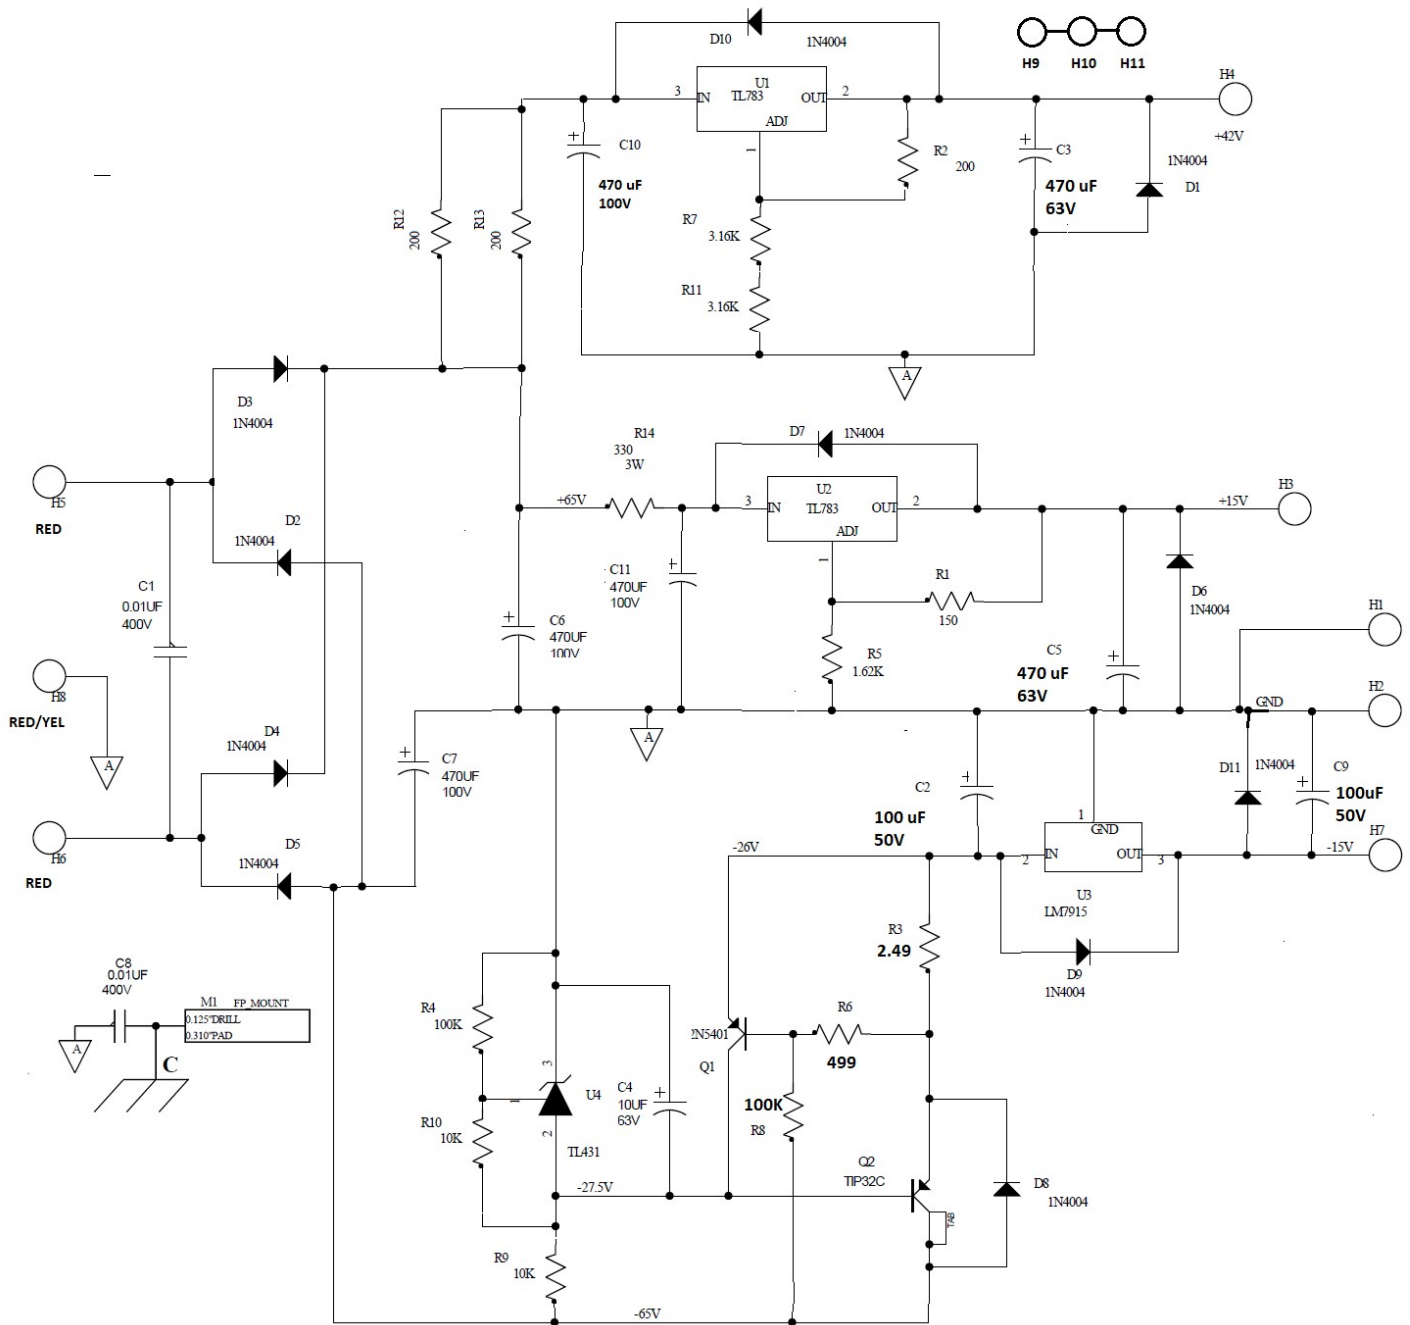 D10
1N4004
H9
H10
H11
H4
3
IN
U1
TL783
OUT
2
ADJ
1
+
C10
470 uF
100V
R2
200
+
C3
470 uF
63V
+42V
1N4004
D1
R12
200
R13
200
R7
3.16K
R11
3.16K
A
D3
1N4004
R14
330
3W
D7
1N4004
H5
RED
+65V
3
IN
U2
TL783
OUT
2
ADJ
1
+15V
H3
D2
1N4004
C1
0.01UF
400V
+
C11
470UF
100V
R1
150
D6
1N4004
H1
+
C6
470UF
100V
R5
1.62K
C5
470 uF
63V
+
H8
RED/YEL
A
H2
GND
D4
1N4004
A
+
C7
470UF
100V
+
C2
100 uF
50V
D11
1N4004
+
C9
100uF
50V
H6
RED
D5
1N4004
-26V
1
GND
2
IN
OUT
3
-15V
H7
U3
LM7915
R3
2.49
D9
1N4004
C8
0.01UF
400V
M1
FP_MOUNT
0.125"DRILL
0.310"PAD
A
C
R4
100K
R6
499
2N5401
Q1
3
1
U4
2
TL431
R10
10K
+
C4
10UF
63V
100K
R8
Q2
TIP32C
TAB
D8
1N4004
-27.5V
R9
10K
-65V